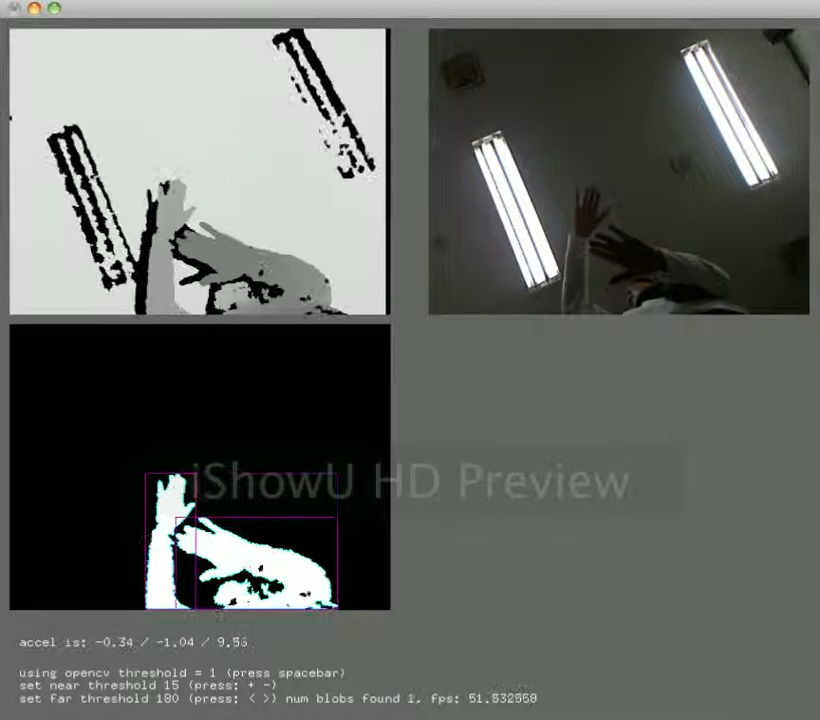 iShowU HD Preview
accel is: -0.34 / -1.04 / 9.56
using opencv threshold = 1 (press spacebar)
set near threshold 15 (press: + -)
set far threshold 180 (press: < >) num blobs found 1, fps: 51.532558